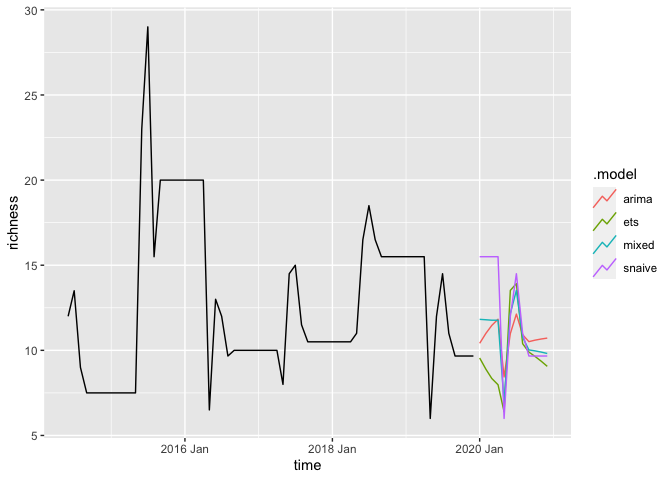 30
25
20
15
10
5
richness
2016 Jan
2018 Jan
2020 Jan
time
.model
arima
ets
mixed
snaive